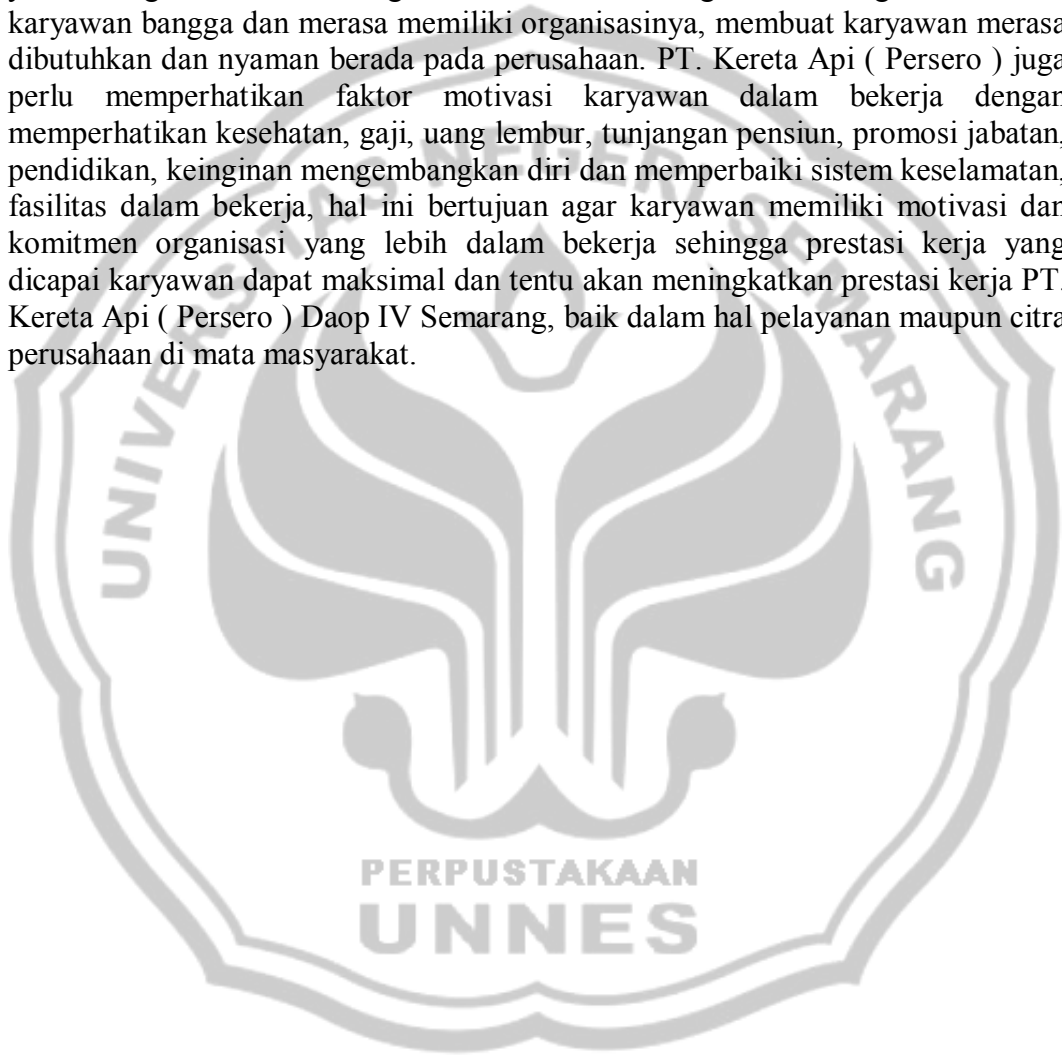 karyawan bangga dan merasa memiliki organisasinya, membuat karyawan merasa
dibutuhkan dan nyaman berada pada perusahaan. PT. Kereta Api ( Persero ) juga
perlu memperhatikan faktor motivasi karyawan dalam bekerja dengan
memperhatikan kesehatan, gaji, uang lembur, tunjangan pensiun, promosi jabatan,
pendidikan, keinginan mengembangkan diri dan memperbaiki sistem keselamatan,
fasilitas dalam bekerja, hal ini bertujuan agar karyawan memiliki motivasi dan
komitmen organisasi yang lebih dalam bekerja sehingga prestasi kerja yang
dicapai karyawan dapat maksimal dan tentu akan meningkatkan prestasi kerja PT.
Kereta Api ( Persero ) Daop IV Semarang, baik dalam hal pelayanan maupun citra
perusahaan di mata masyarakat.
UNIVERSITAS NEGERI SEMARANG
PERPUSTAKAAN
UNNES